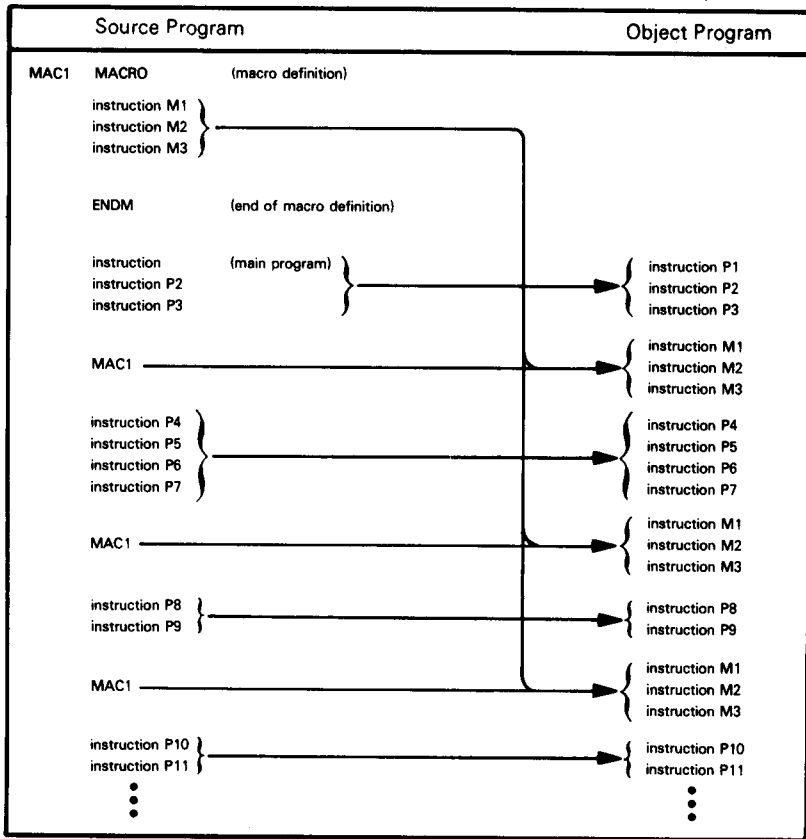 Source Program
Object Program
MAC1 MACRO (macro definition)
instruction M1
instruction M2
instruction M3
ENDM (end of macro definition)
instruction (main program)
instruction P2
instruction P3
instruction P1
instruction P2
instruction P3
MAC1
instruction M1
instruction M2
instruction M3
instruction P4
instruction P5
instruction P6
instruction P7
instruction P4
instruction P5
instruction P6
instruction P7
MAC1
instruction M1
instruction M2
instruction M3
instruction P8
instruction P9
instruction P8
instruction P9
MAC1
instruction M1
instruction M2
instruction M3
instruction P10
instruction P11
instruction P10
instruction P11